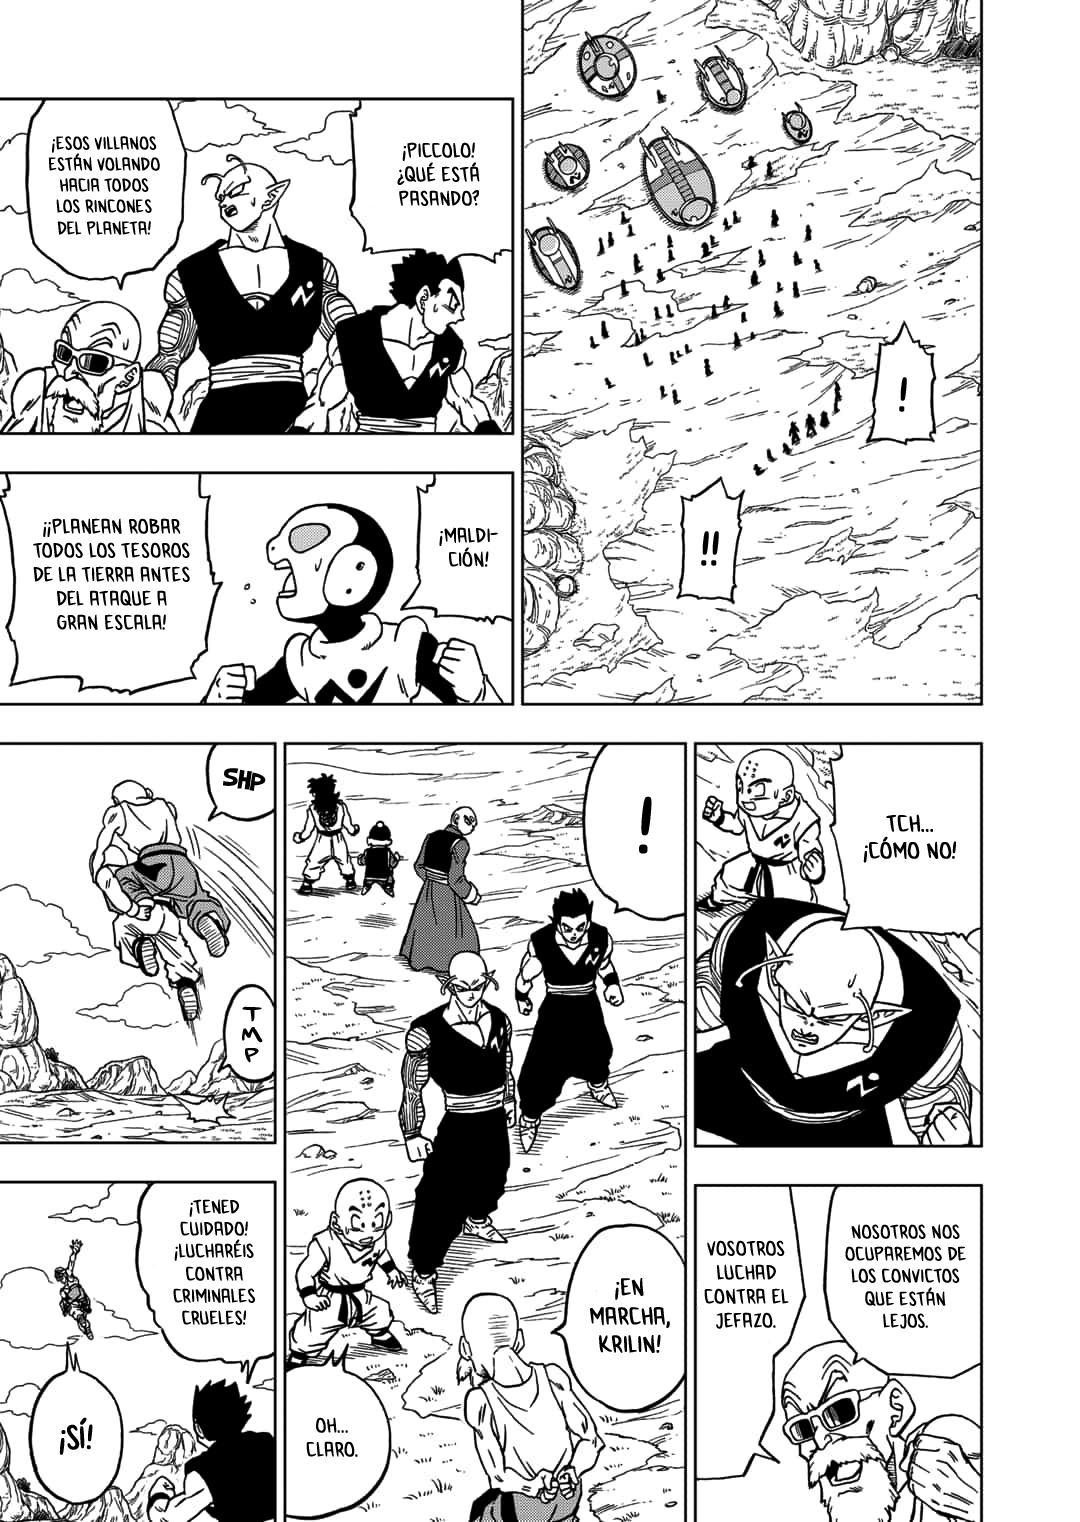 !
!!
¡PICCOLO!
¿QUÉ ESTÁ
PASANDO?
¡ESOS VILLANOS
ESTÁN VOLANDO
HACIA TODOS
LOS RINCONES
DEL PLANETA!
¡MALDI-
CIÓN!
¡¡PLANEAN ROBAR
TODOS LOS TESOROS
DE LA TIERRA ANTES
DEL ATAQUE A
GRAN ESCALA!
TCH...
¡CÓMO NO!
NOSOTROS NOS
OCUPAREMOS DE
LOS CONVICTOS
QUE ESTÁN
LEJOS.
VOSOTROS
LUCHAD
CONTRA EL
JEFAZO.
!
¡EN
MARCHA,
KRILIN!
OH...
CLARO.
SHP
TMP
¡TENED
CUIDADO!
¡LUCHARÉIS
CONTRA
CRIMINALES
CRUELES!
¡SÍ!